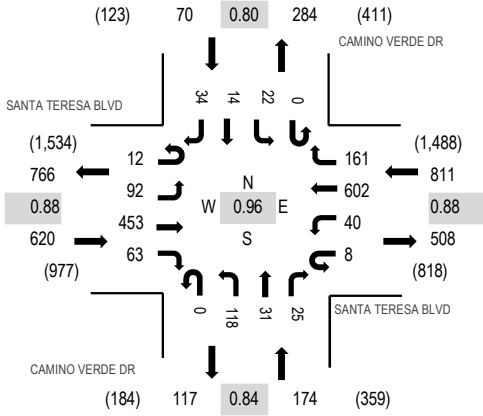 (123) 70 0.80 284 (411)
CAMINO VERDE DR
34 14 22 0
SANTA TERESA BLVD
(1,534) (1,488)
766 12 161 811
0.88 92 N 602 0.88
W 0.96 E
620 453 S 40 508
(977) 63 8 (818)
0 118 31 25
SANTA TERESA BLVD
CAMINO VERDE DR
(184) 117 0.84 174 (359)